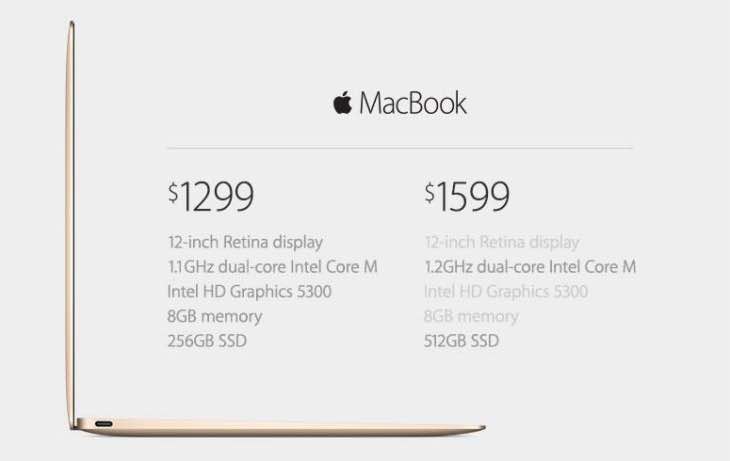 MacBook
$1299
12-inch Retina display
1.1GHz dual-core Intel Core M
Intel HD Graphics 5300
8GB memory
256GB SSD
$1599
12-inch Retina display
1.2GHz dual-core Intel Core M
Intel HD Graphics 5300
8GB memory
512GB SSD